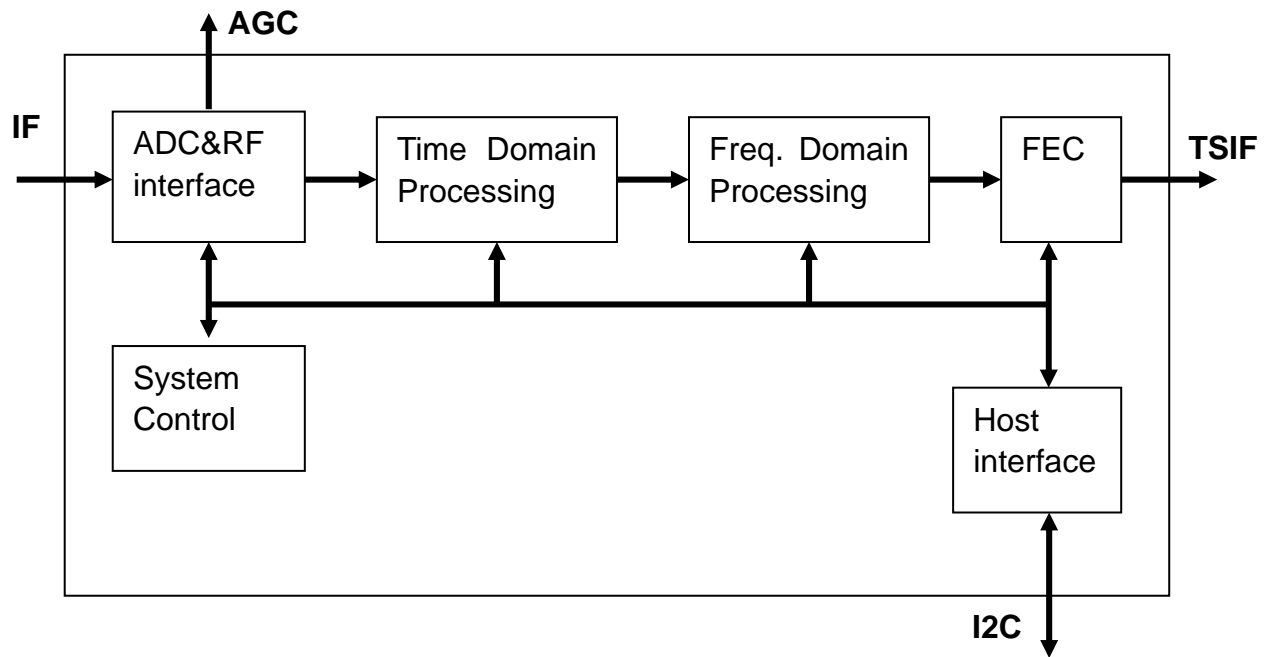 AGC
IF
ADC&RF
interface
Time Domain
Processing
Freq. Domain
Processing
FEC
TSIF
System
Control
Host
interface
I2C